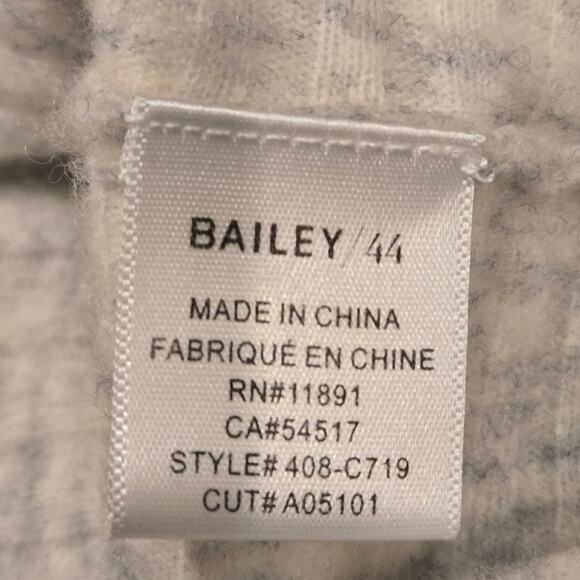 BAILEY/44
MADE IN CHINA
FABRIQUÉ EN CHINE
RN#11891
CA#54517
STYLE# 408-C719
CUT# A05101